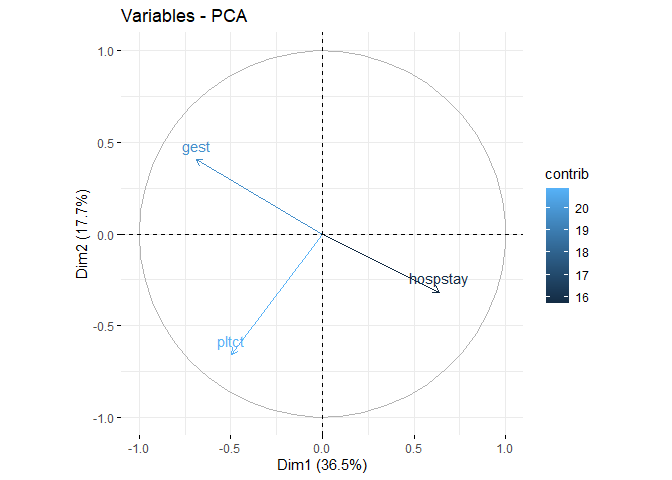 Variables - PCA
1.0
0.5
0.0
-0.5
-1.0
Dim2 (17.7%)
gest
hospstay
pltct
-1.0
-0.5
0.0
0.5
1.0
Dim1 (36.5%)
contrib
20
19
18
17
16